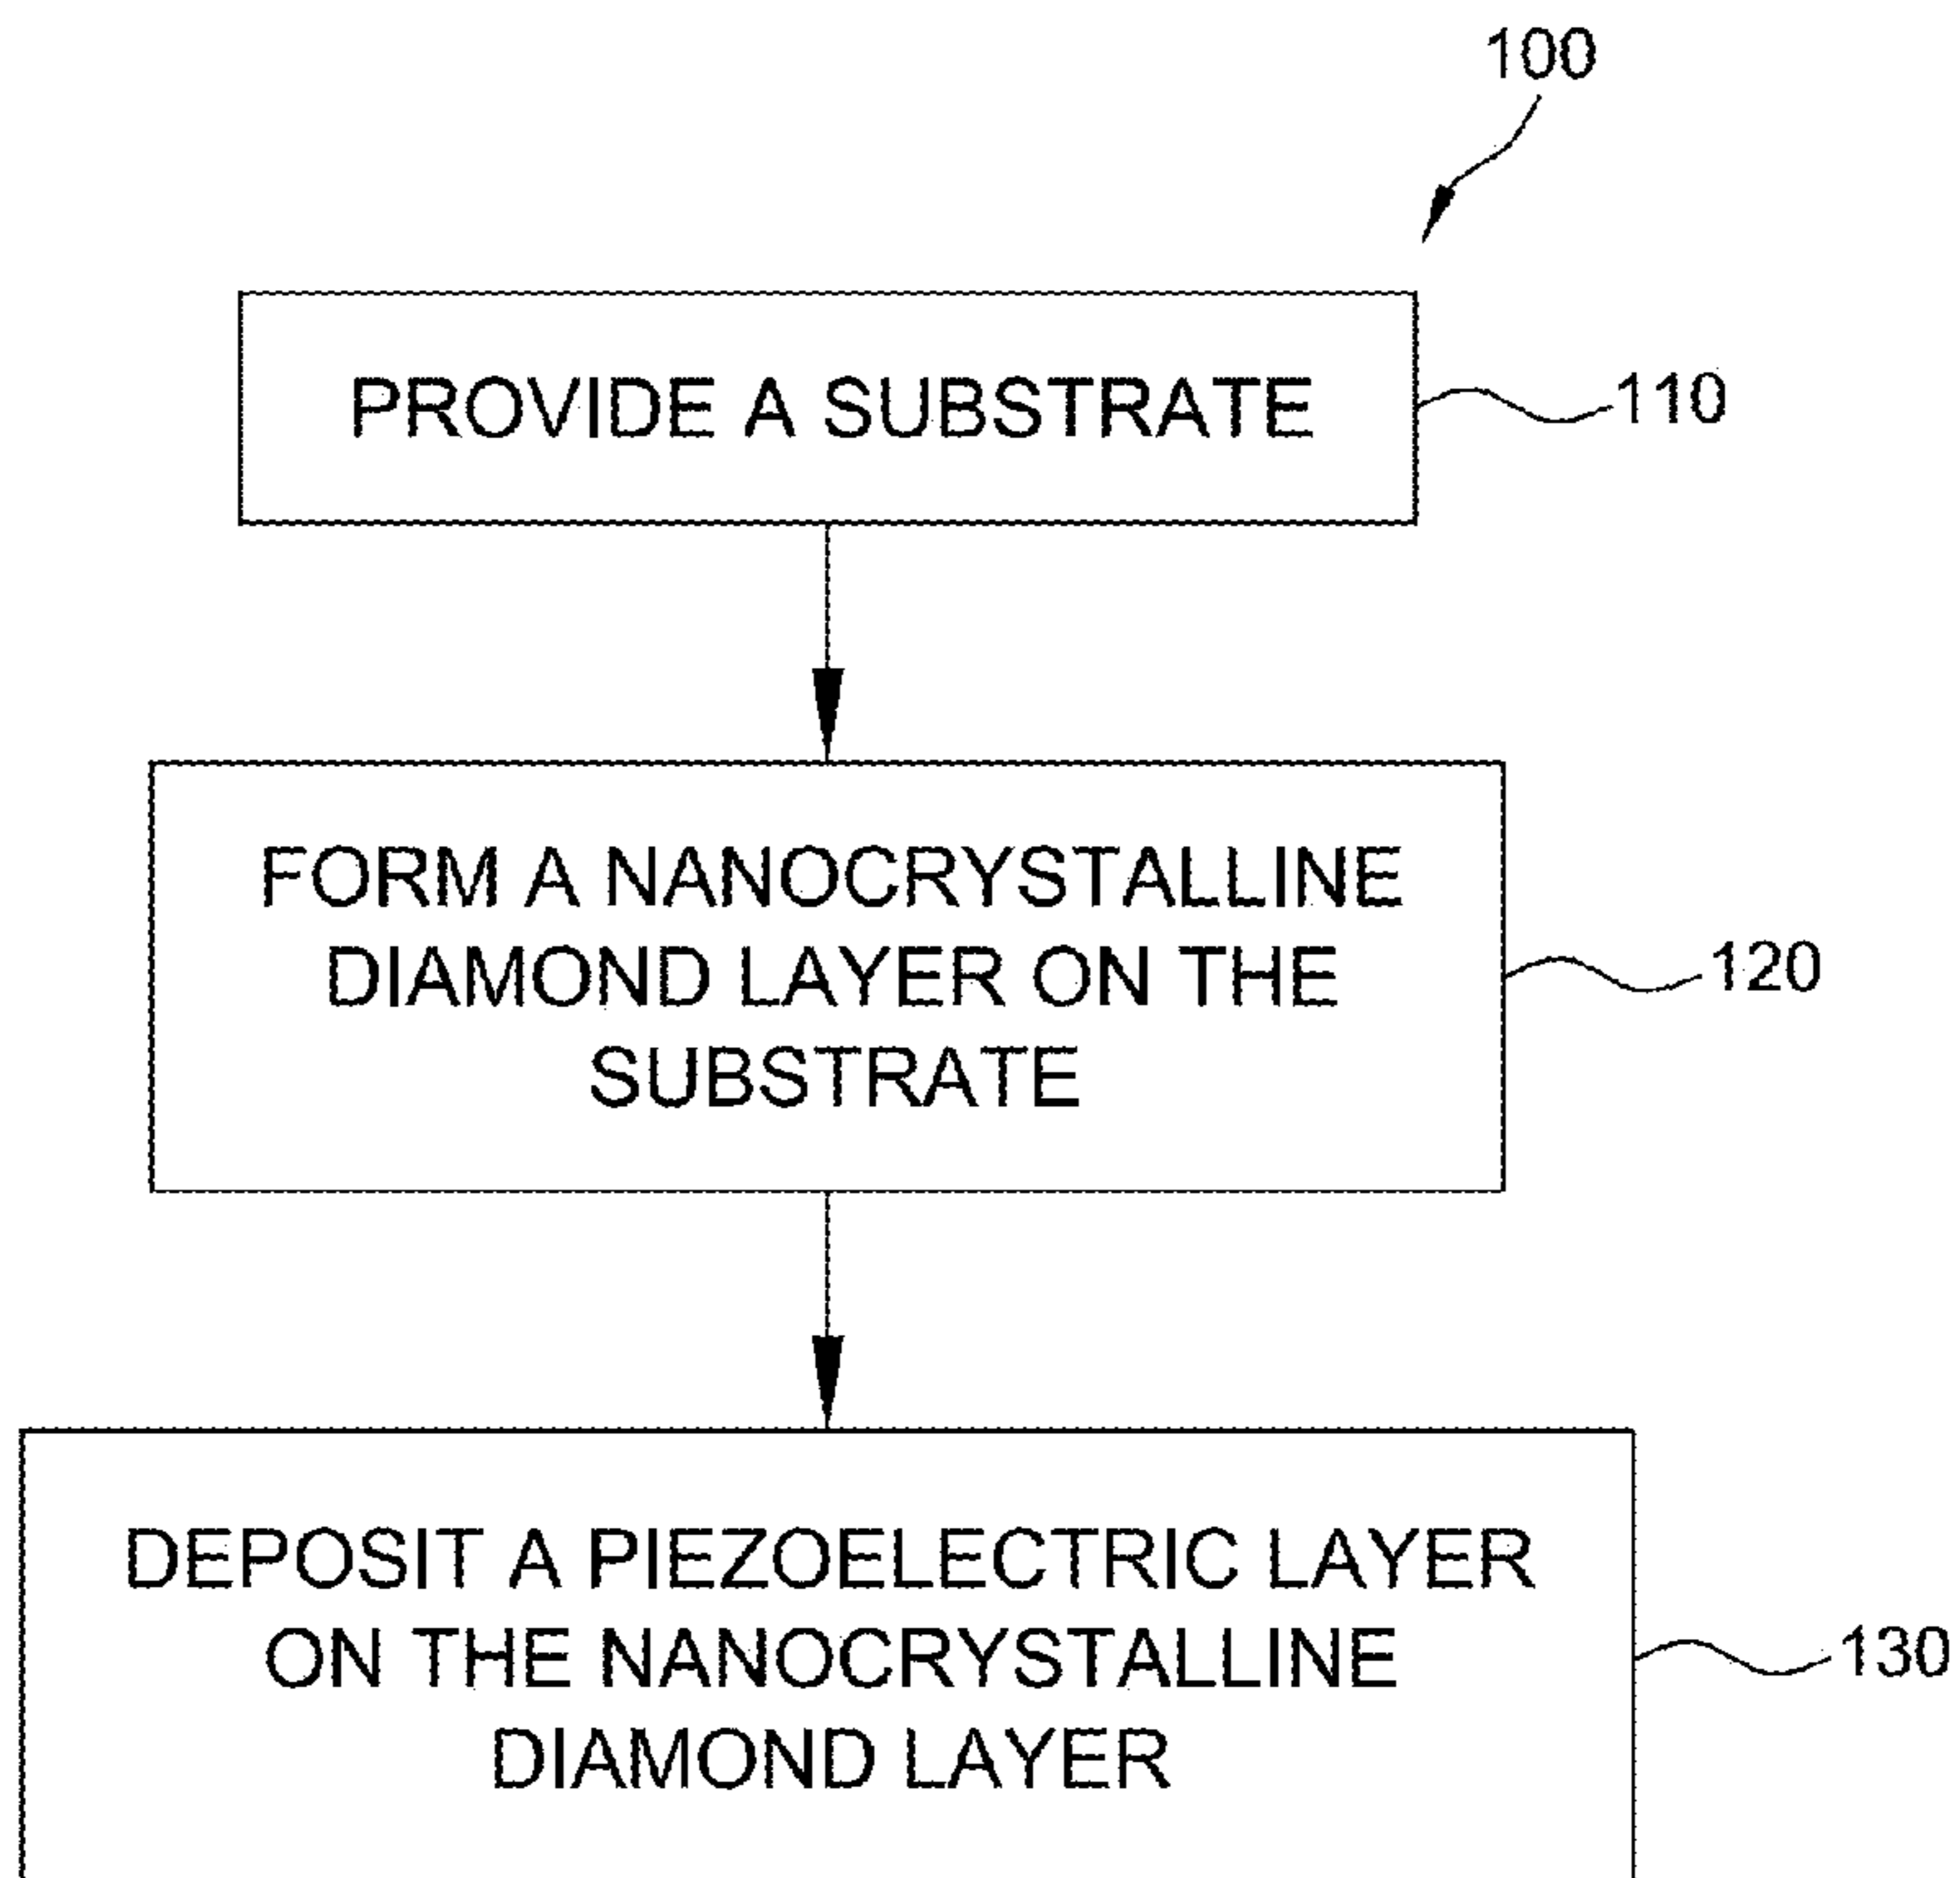 100
PROVIDE A SUBSTRATE
110
FORM A NANOCRYSTALLINE
DIAMOND LAYER ON THE
SUBSTRATE
120
DEPOSIT A PIEZOELECTRIC LAYER
ON THE NANOCRYSTALLINE
DIAMOND LAYER
130